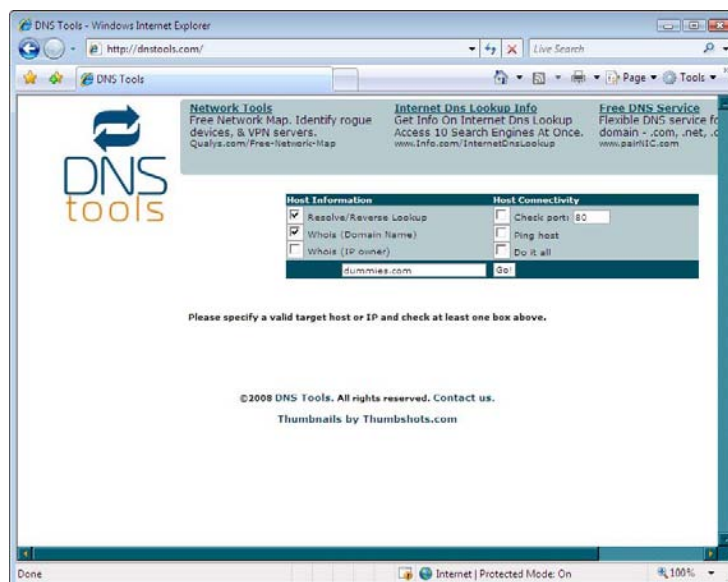 DNS Tools - Windows Internet Explorer
http://dnstools.com/
Live Search
DNS Tools
Page
Tools
DNS
tools
Network Tools
Free Network Map. Identify rogue
devices, & VPN servers.
Qualys.com/Free-Network-Map
Internet Dns Lookup Info
Get Info On Internet Dns Lookup
Access 10 Search Engines At Once.
www.Info.com/InternetDnsLookup
Free DNS Service
Flexible DNS service fo
domain - .com, .net, .c
www.pairNIC.com
Host Information
Host Connectivity
Resolve/Reverse Lookup
Check port: 80
Whois (Domain Name)
Ping host
Whois (IP owner)
Do it all
dummies.com
Go!
Please specify a valid target host or IP and check at least one box above.
©2008 DNS Tools. All rights reserved. Contact us.
Thumbnails by Thumbshots.com
Done
Internet | Protected Mode: On
100%